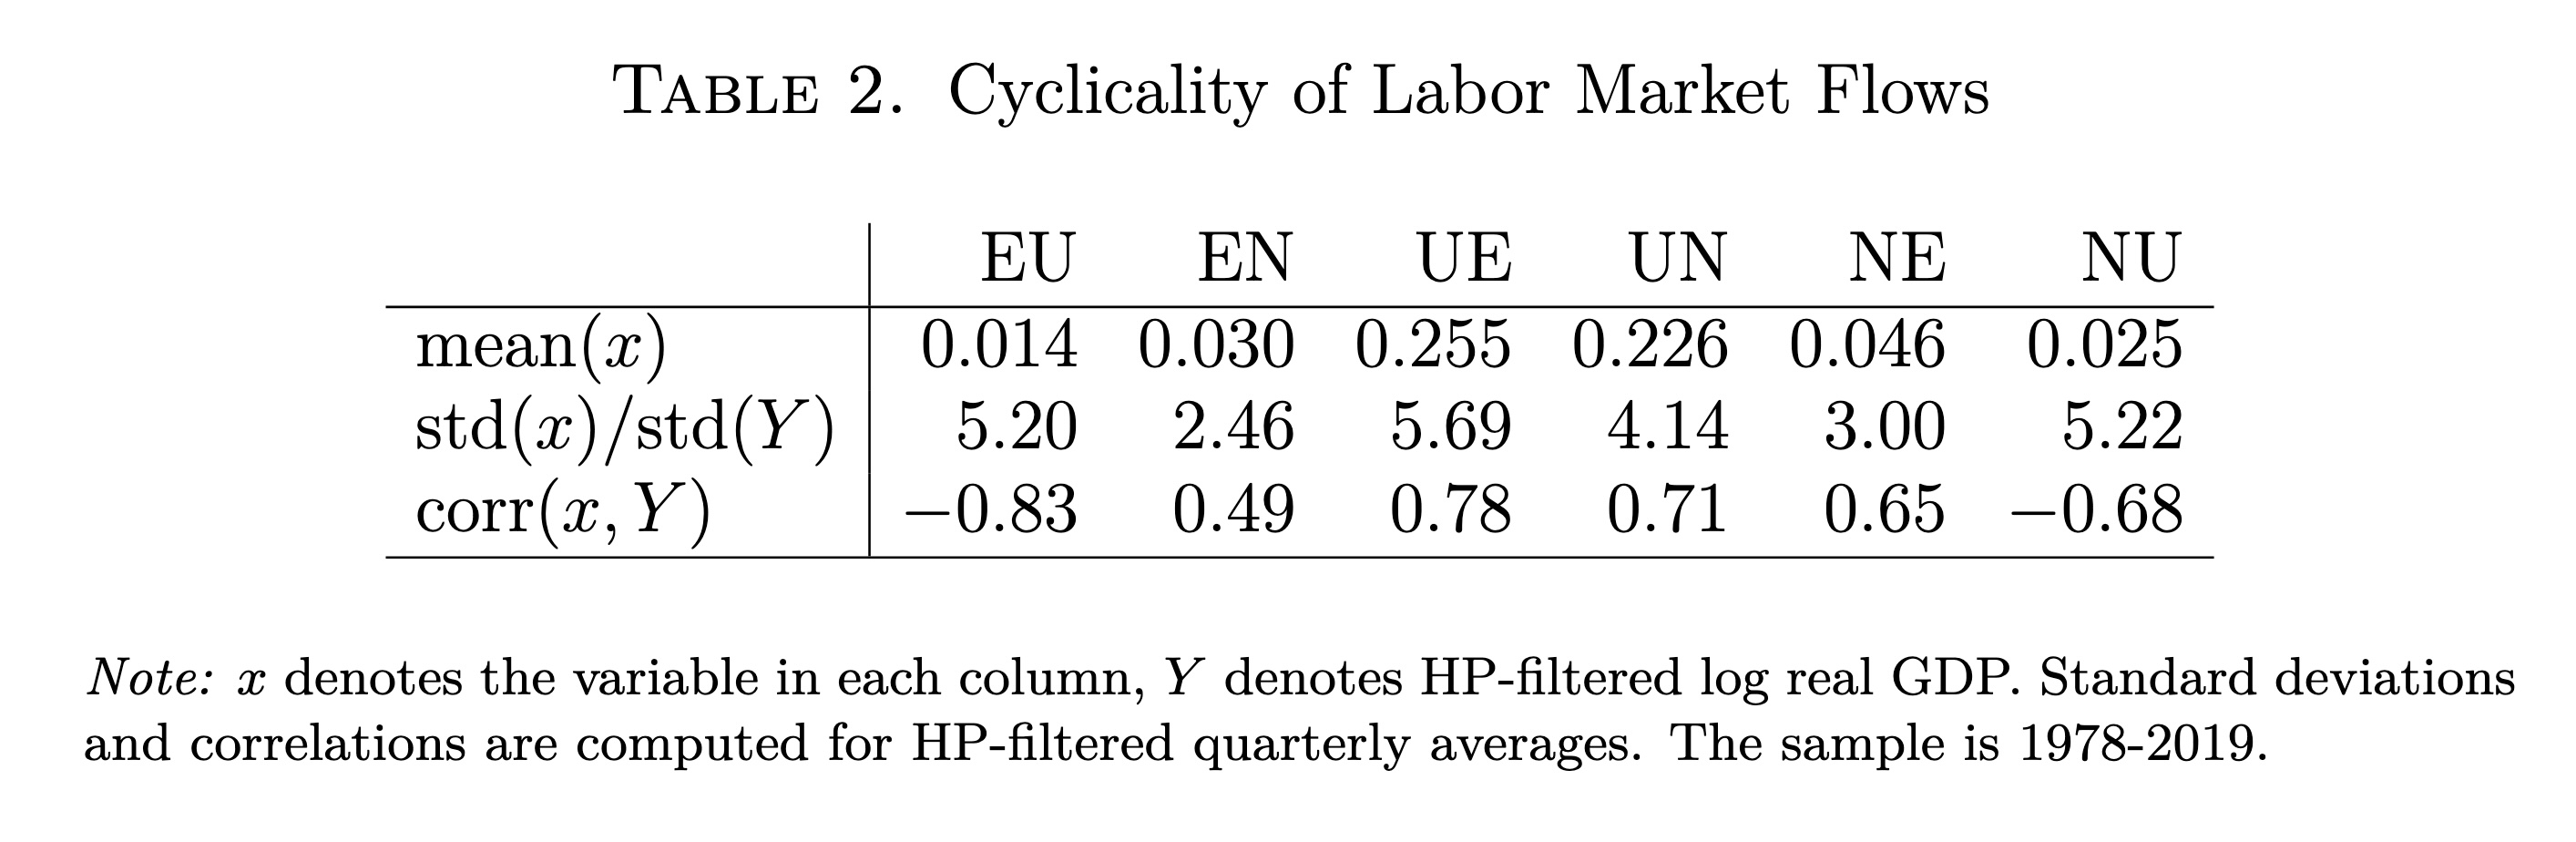 TABLE 2. Cyclicality of Labor Market Flows
EU EN UE UN NE NU
mean(x) 0.014 0.030 0.255 0.226 0.046 0.025
std(x)/std(Y) 5.20 2.46 5.69 4.14 3.00 5.22
corr(x, Y) −0.83 0.49 0.78 0.71 0.65 −0.68
Note: x denotes the variable in each column, Y denotes HP-filtered log real GDP. Standard deviations
and correlations are computed for HP-filtered quarterly averages. The sample is 1978-2019.